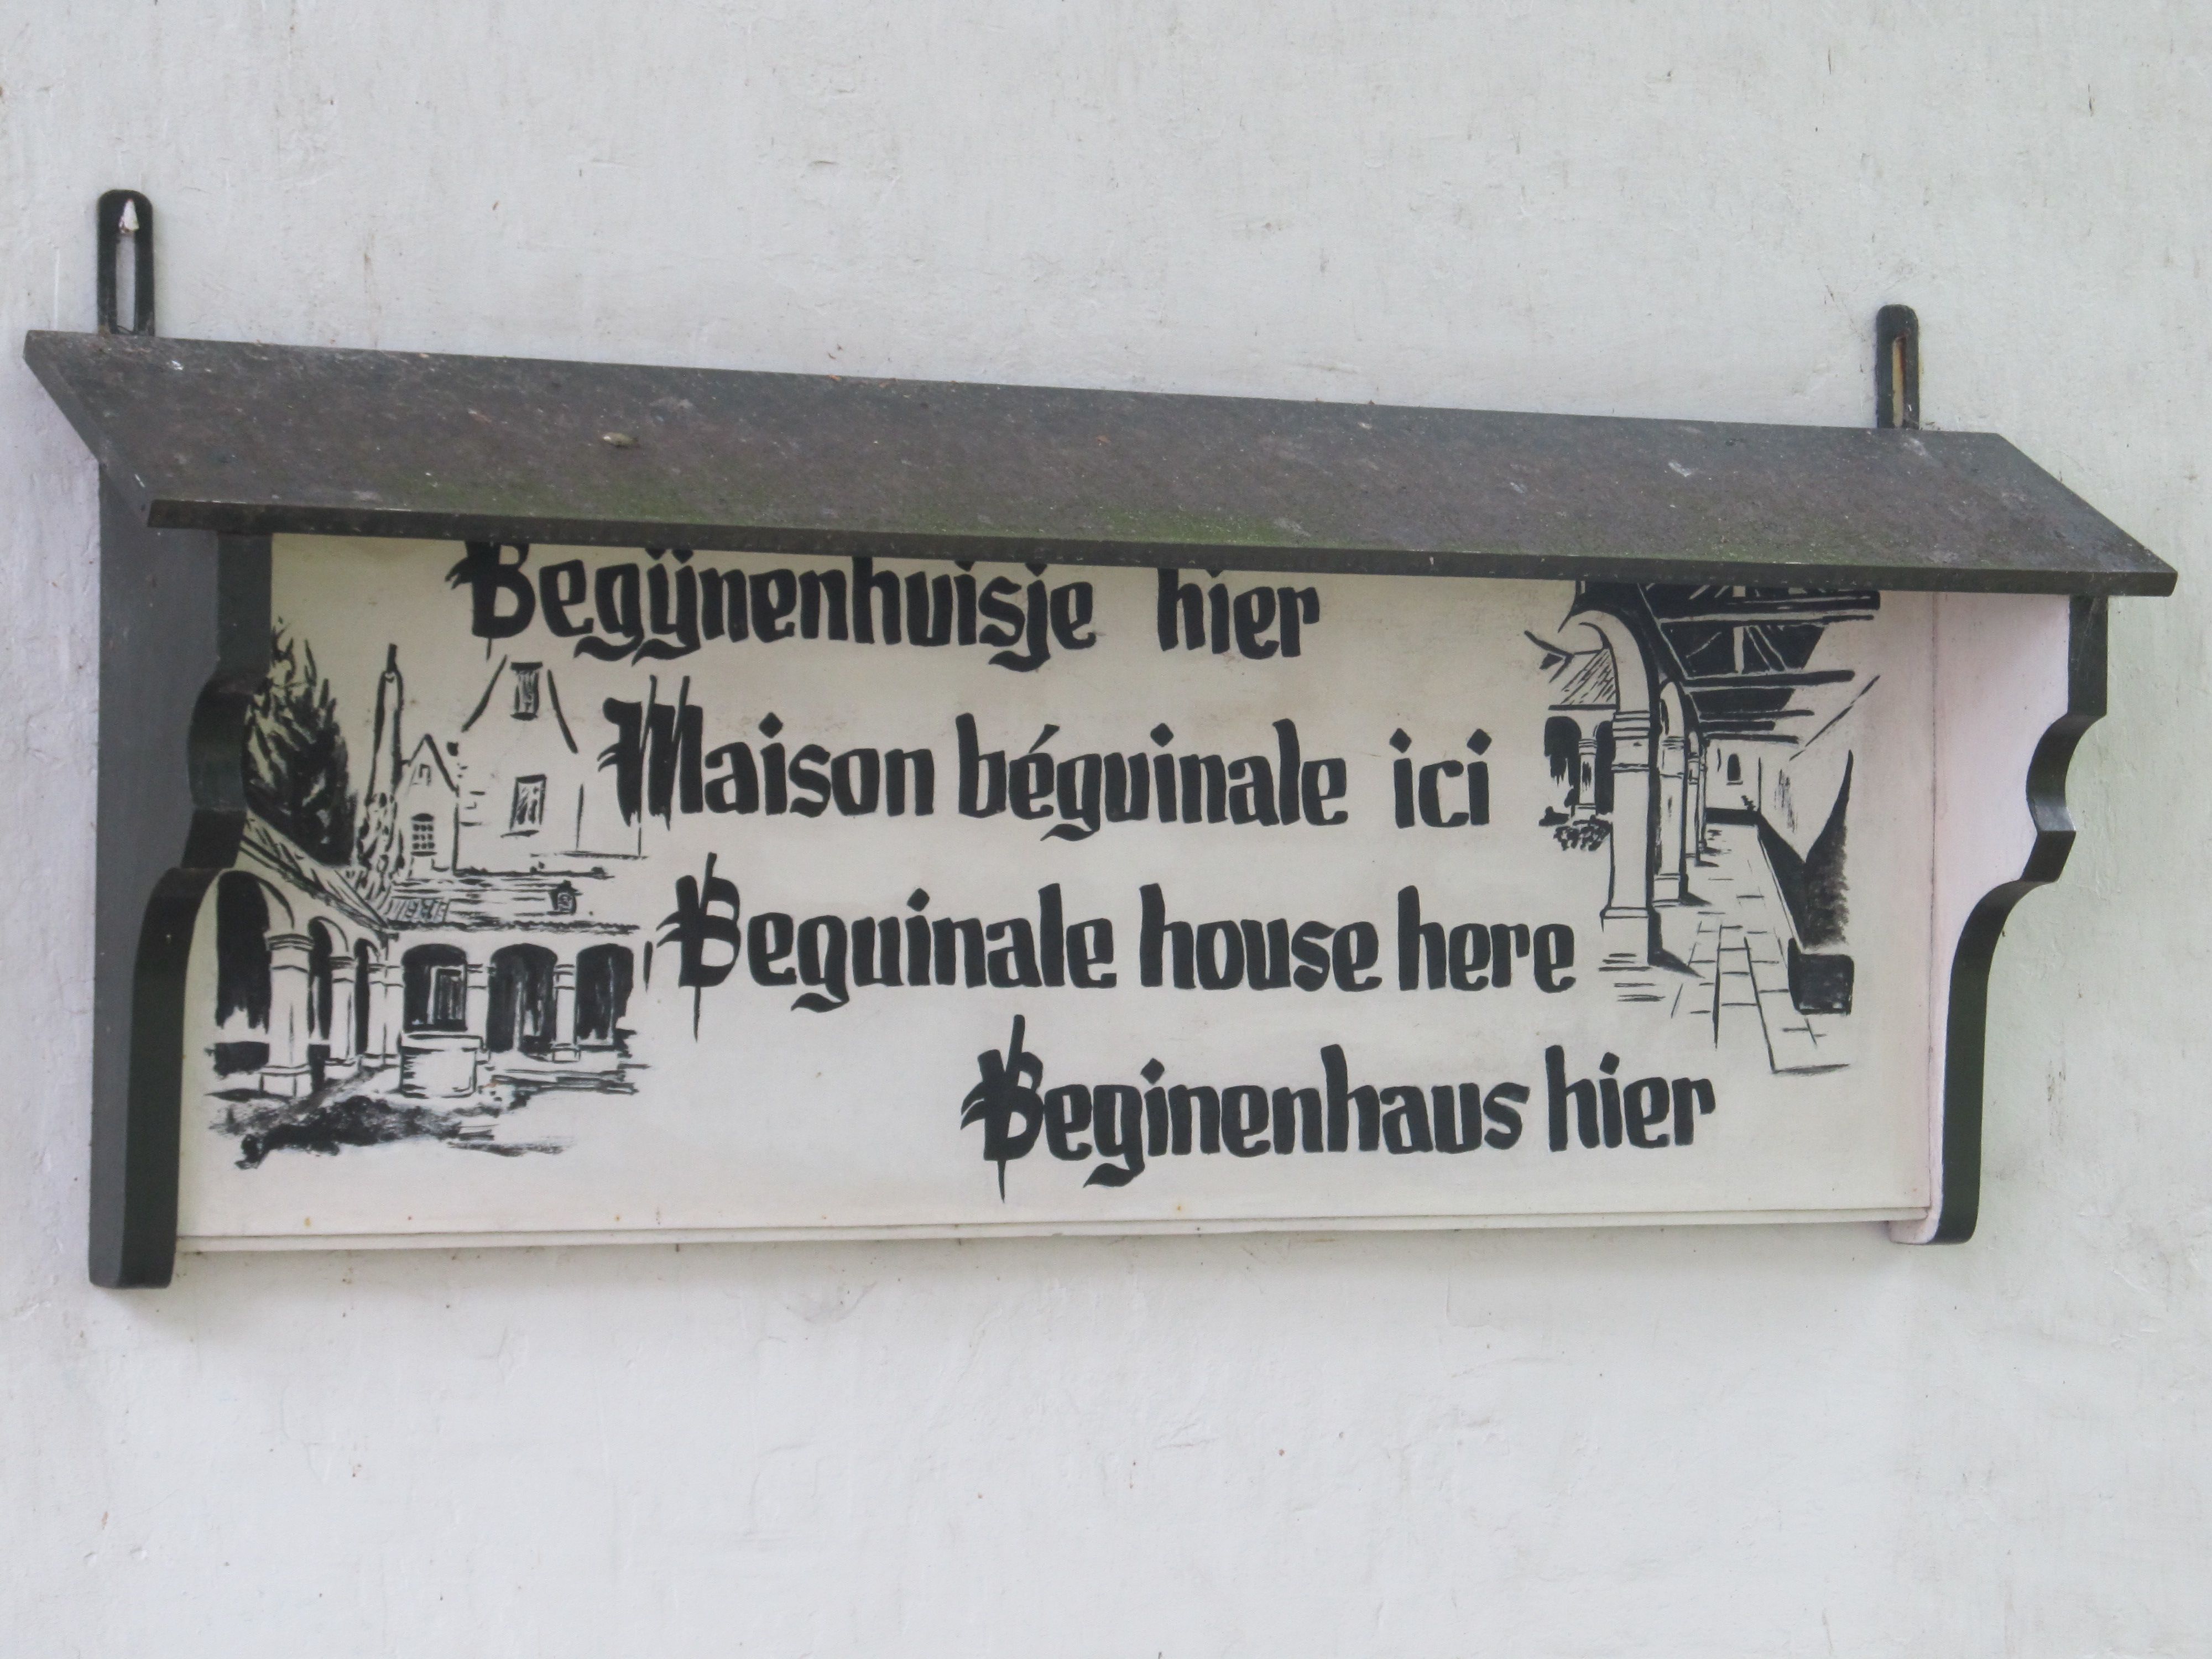 Begijnenhuisje hier
Maison béguinale ici
Beguinale house here
Beginenhaus hier